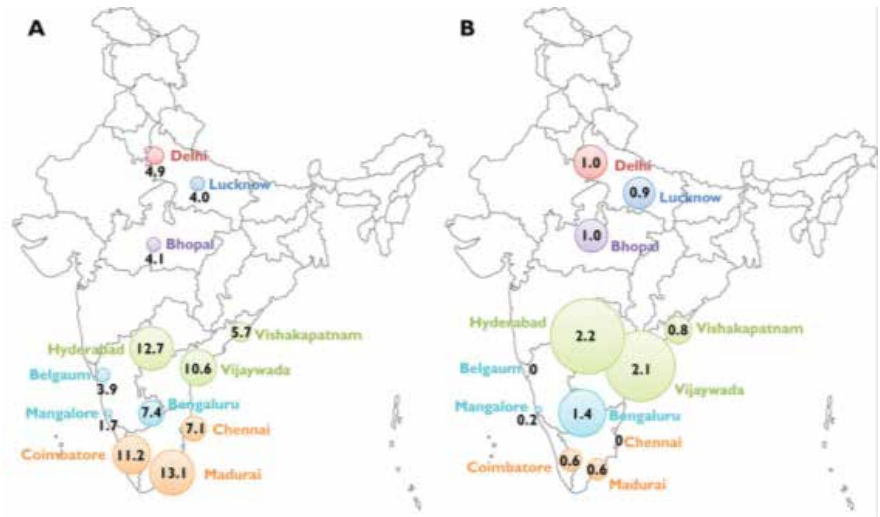 A
Delhi
4.9
Lucknow
4.0
Bhopal
4.1
5.7 Vishakapatnam
Hyderabad 12.7
10.6 Vijaywada
Belgaum
3.9
Mangalore 7.4 Bengaluru
1.7
7.1 Chennai
Coimbatore 11.2
13.1 Madurai
B
1.0
Delhi
0.9
Lucknow
1.0
Bhopal
Hyderabad
2.2
0.8 Vishakapatnam
Belgaum 0
2.1
Vijaywada
Mangalore
0.2
1.4 Bengaluru
0 Chennai
Coimbatore 0.6
0.6
Madurai